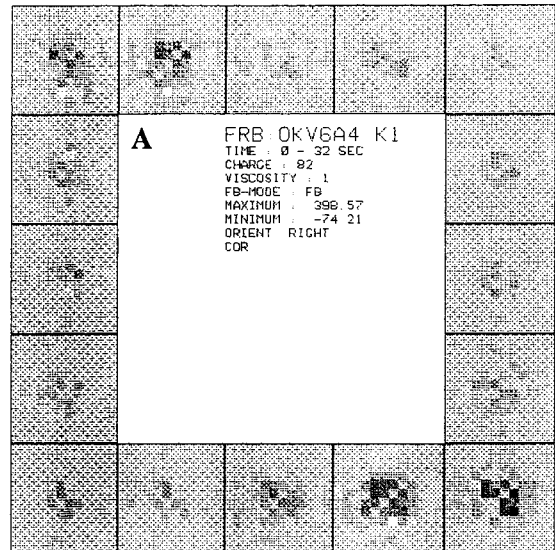 A
FRB:OKV6A4 K1
TIME : 0 - 32 SEC
CHARGE : 82
VISCOSITY : 1
FB-MODE : FB
MAXIMUM : 398.57
MINIMUM : -74 21
ORIENT RIGHT
COR